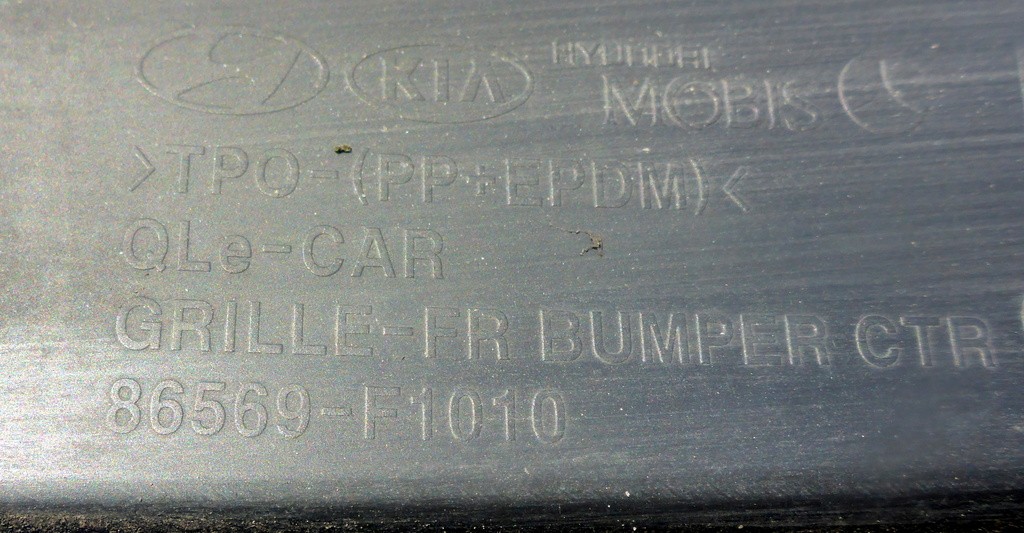 KIA HYUNDAI MOBIS
>TPO-(PP+EPDM)<
QLe-CAR
GRILLE-FR BUMPER CTR
86569-F1010